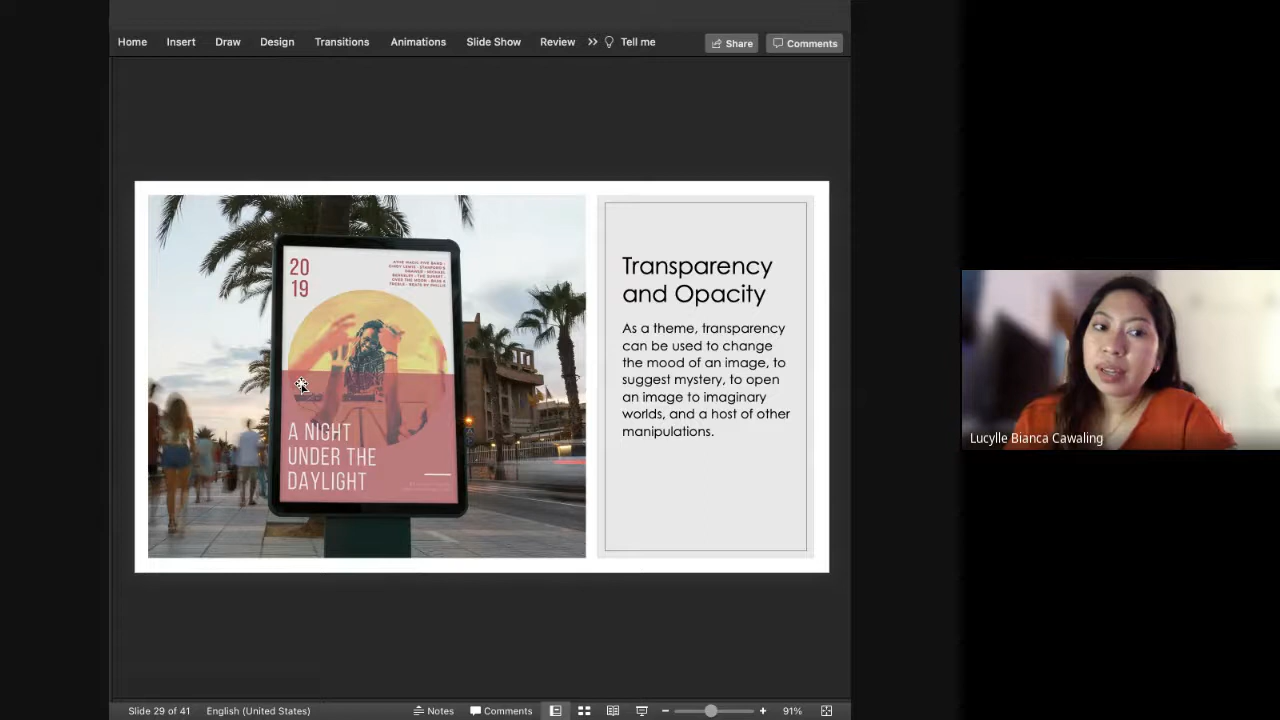 Home Insert Draw Design Transitions Animations Slide Show Review Tell me Share Comments
20
19
A NIGHT
UNDER THE
DAYLIGHT
Transparency
and Opacity
As a theme, transparency
can be used to change
the mood of an image, to
suggest mystery, to open
an image to imaginary
worlds, and a host of other
manipulations.
Lucylle Bianca Cawaling
Slide 29 of 41 English (United States) Notes Comments 91%